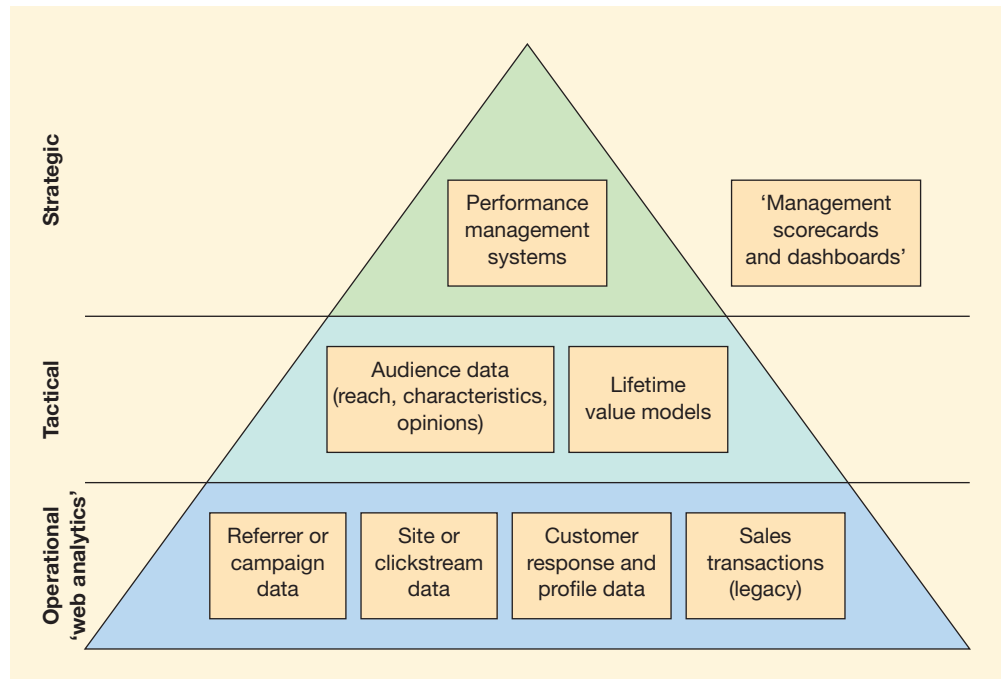 Strategic
Performance
management
systems
‘Management
scorecards
and dashboards’
Tactical
Audience data
(reach, characteristics,
opinions)
Lifetime
value models
Operational
‘web analytics’
Referrer or
campaign
data
Site or
clickstream
data
Customer
response and
profile data
Sales
transactions
(legacy)